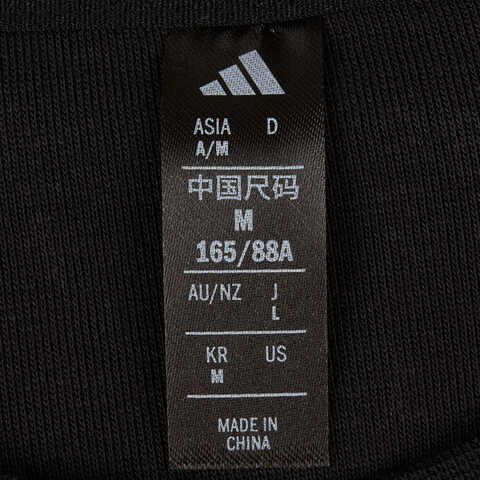 ASIA D
A/M
中国尺码
M
165/88A
AU/NZ J
L
KR US
M
MADE IN
CHINA